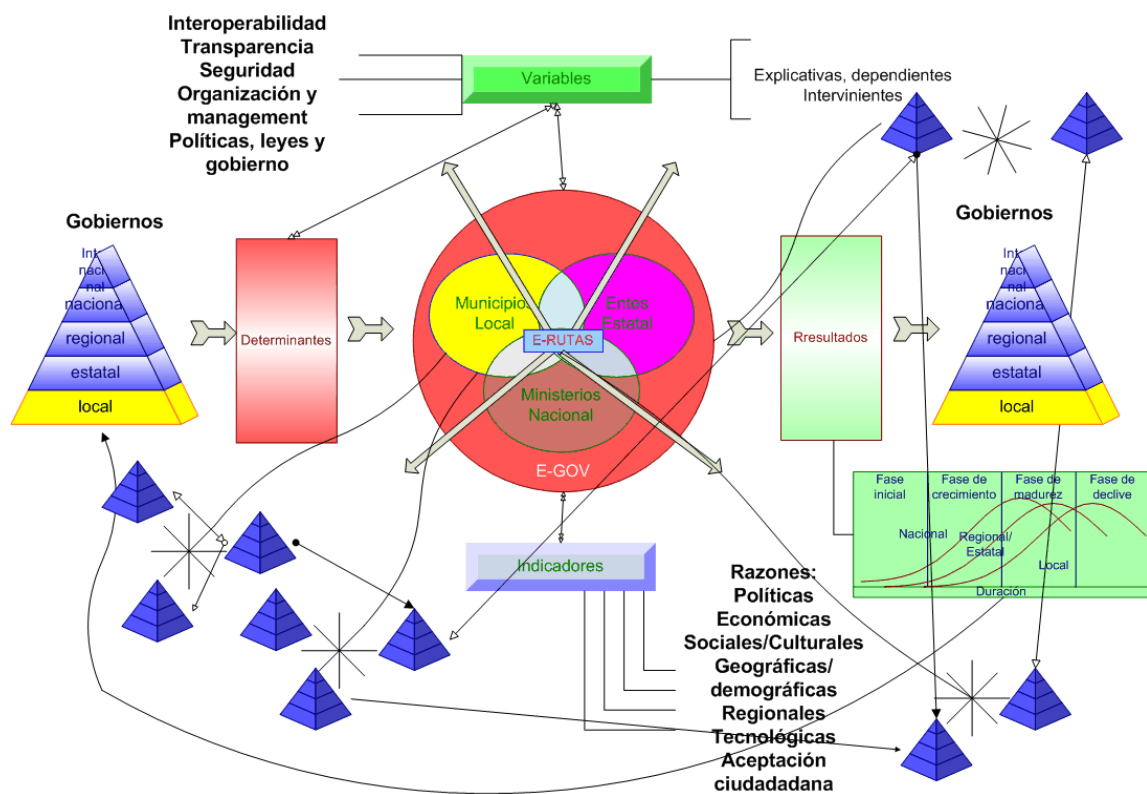 Interoperabilidad
Transparencia
Seguridad
Organización y
management
Políticas, leyes y
gobierno
Variables
Explicativas, dependientes
Intervinientes
Gobiernos
Int
naci
nal
naciona
regional
estatal
local
Determinantes
Municipios
Local
Entes
Estatal
E-RUTAS
Ministerios
Nacional
E-GOV
Rresultados
Gobiernos
Int
naci
nal
naciona
regional
estatal
local
Fase
inicial
Fase de
crecimiento
Fase de
madurez
Fase de
declive
Nacional
Regional/
Estatal
Local
Duración
Indicadores
Razones:
Políticas
Económicas
Sociales/Culturales
Geográficas/
demográficas
Regionales
Tecnológicas
Aceptación
ciudadadana